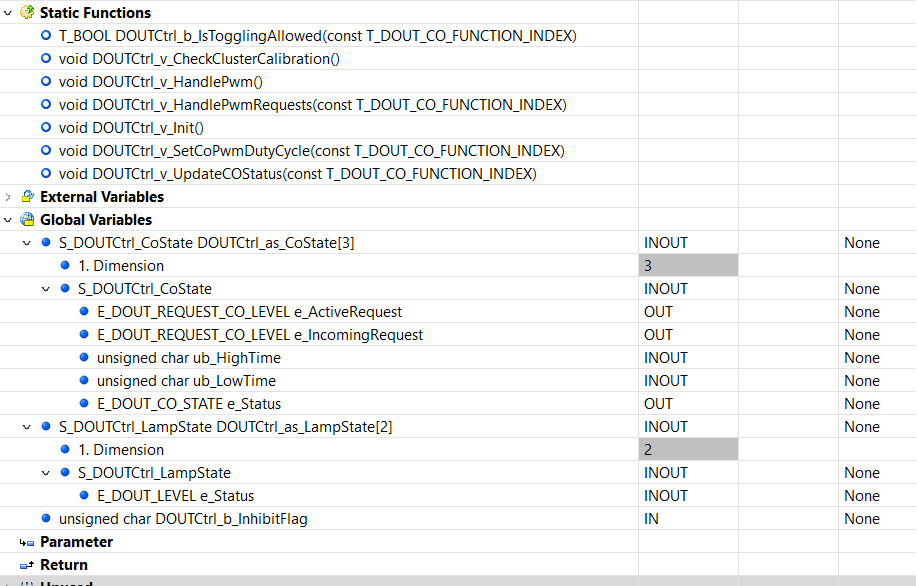 Static Functions
T_BOOL DOUTCtrl_b_IsTogglingAllowed(const T_DOUT_CO_FUNCTION_INDEX)
void DOUTCtrl_v_CheckClusterCalibration()
void DOUTCtrl_v_HandlePwm()
void DOUTCtrl_v_HandlePwmRequests(const T_DOUT_CO_FUNCTION_INDEX)
void DOUTCtrl_v_Init()
void DOUTCtrl_v_SetCoPwmDutyCycle(const T_DOUT_CO_FUNCTION_INDEX)
void DOUTCtrl_v_UpdateCOStatus(const T_DOUT_CO_FUNCTION_INDEX)
External Variables
Global Variables
S_DOUTCtrl_CoState DOUTCtrl_as_CoState[3] INOUT None
1. Dimension 3
S_DOUTCtrl_CoState INOUT None
E_DOUT_REQUEST_CO_LEVEL e_ActiveRequest OUT None
E_DOUT_REQUEST_CO_LEVEL e_IncomingRequest OUT None
unsigned char ub_HighTime INOUT None
unsigned char ub_LowTime INOUT None
E_DOUT_CO_STATE e_Status OUT None
S_DOUTCtrl_LampState DOUTCtrl_as_LampState[2] INOUT None
1. Dimension 2
S_DOUTCtrl_LampState INOUT None
E_DOUT_LEVEL e_Status INOUT None
unsigned char DOUTCtrl_b_InhibitFlag IN None
Parameter
Return